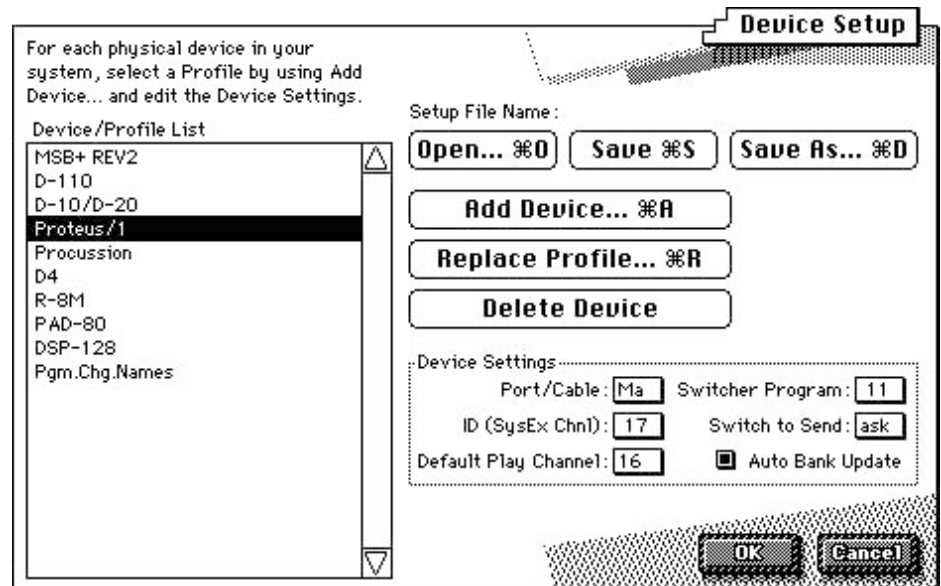 Device Setup
For each physical device in your
system, select a Profile by using Add
Device... and edit the Device Settings.
Device/Profile List
MSB+ REV2
D-110
D-10/D-20
Proteus/1
Procussion
D4
R-8M
PAD-80
DSP-128
Pgm.Chg.Names
Setup File Name:
Open... ⌘O Save ⌘S Save As... ⌘D
Add Device... ⌘A
Replace Profile... ⌘R
Delete Device
Device Settings
Port/Cable: Ma Switcher Program: 11
ID (SysEx Chnl): 17 Switch to Send: ask
Default Play Channel: 16 Auto Bank Update
OK Cancel